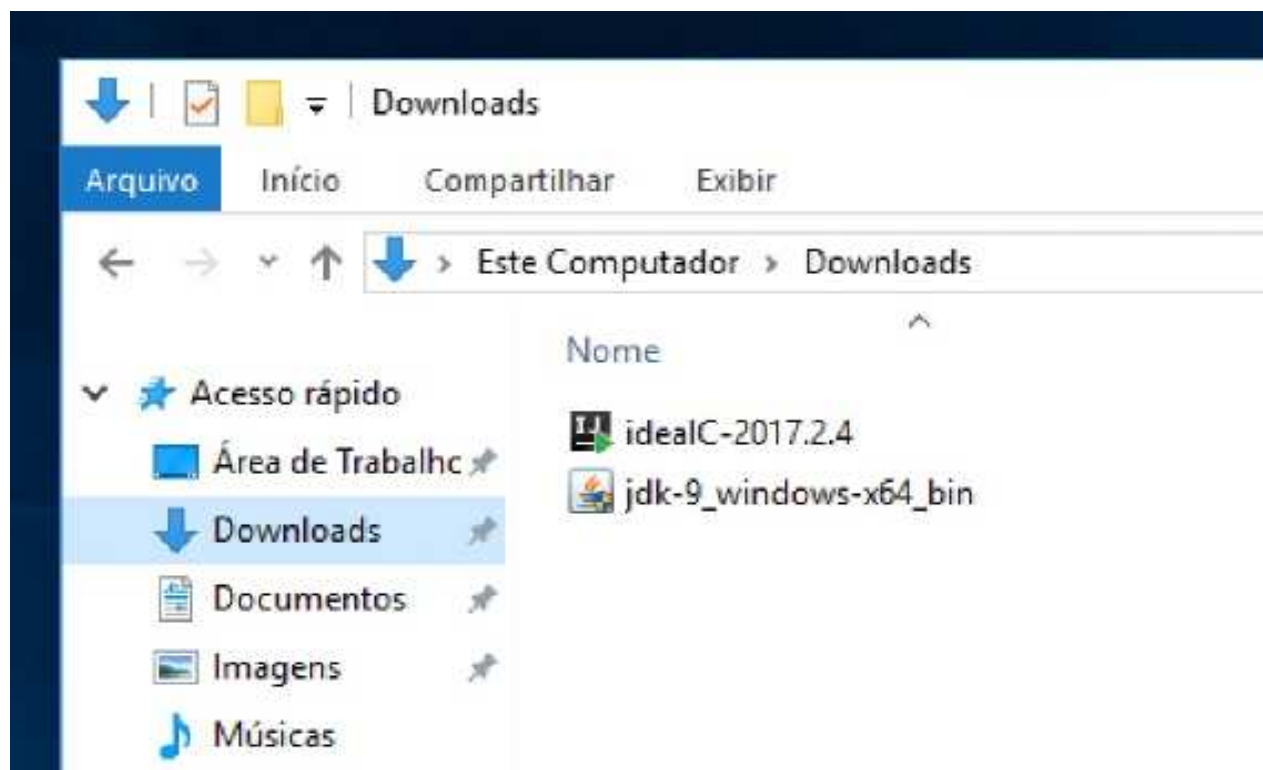 Downloads
Arquivo Início Compartilhar Exibir
Este Computador > Downloads
Nome
Acesso rápido
Área de Trabalho
Downloads
Documentos
Imagens
Músicas
ideaIC-2017.2.4
jdk-9_windows-x64_bin